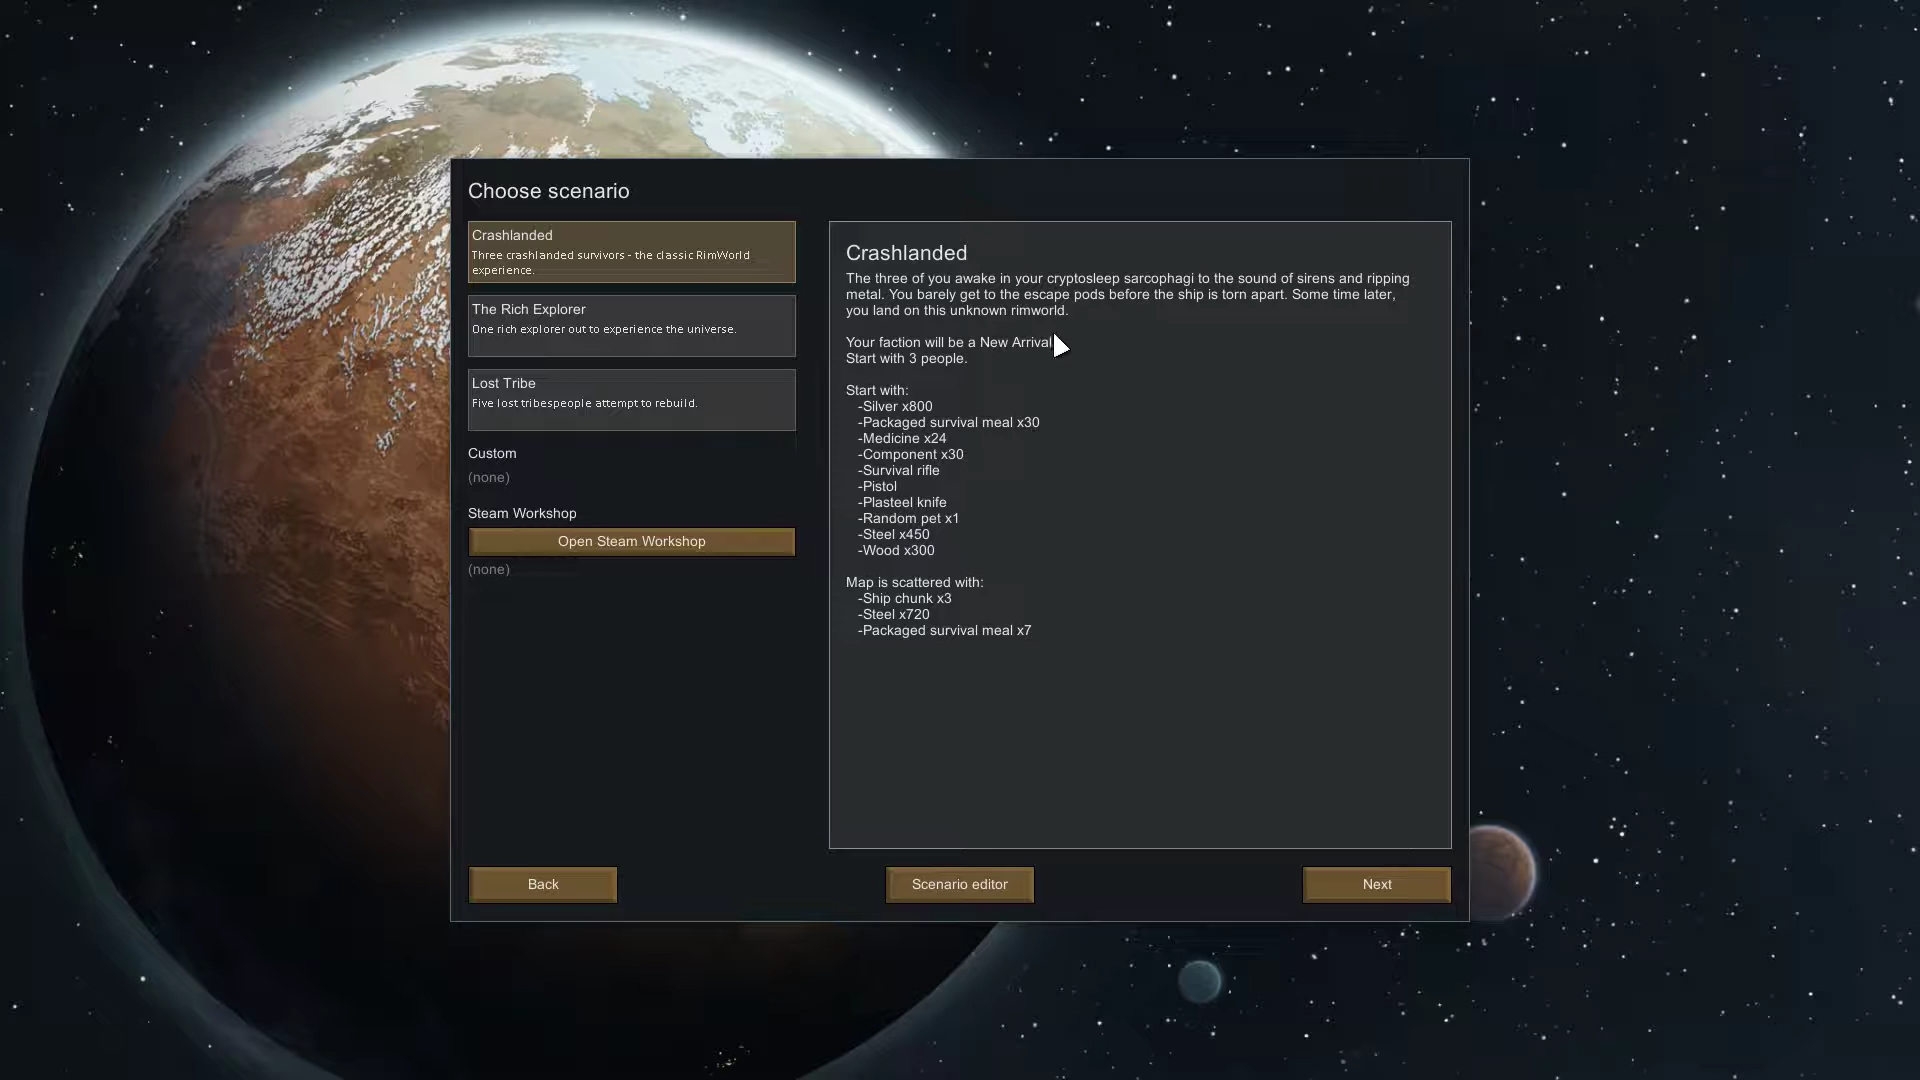 Choose scenario
Crashlanded
Three crashlanded survivors - the classic RimWorld
experience.
The Rich Explorer
One rich explorer out to experience the universe.
Lost Tribe
Five lost tribespeople attempt to rebuild.
Custom
(none)
Steam Workshop
Open Steam Workshop
(none)
Crashlanded
The three of you awake in your cryptosleep sarcophagi to the sound of sirens and ripping
metal. You barely get to the escape pods before the ship is torn apart. Some time later,
you land on this unknown rimworld.
Your faction will be a New Arrival
Start with 3 people.
Start with:
-Silver x800
-Packaged survival meal x30
-Medicine x24
-Component x30
-Survival rifle
-Pistol
-Plasteel knife
-Random pet x1
-Steel x450
-Wood x300
Map is scattered with:
-Ship chunk x3
-Steel x720
-Packaged survival meal x7
Back
Scenario editor
Next